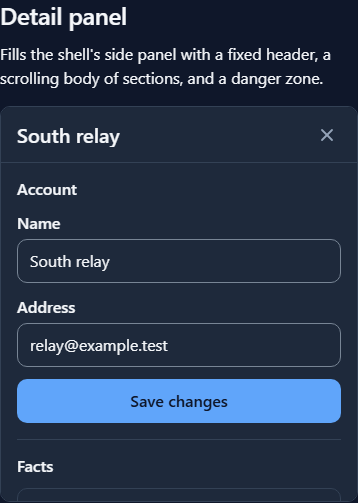 Detail panel
Fills the shell's side panel with a fixed header, a
scrolling body of sections, and a danger zone.
South relay
Account
Name
South relay
Address
relay@example.test
Save changes
Facts